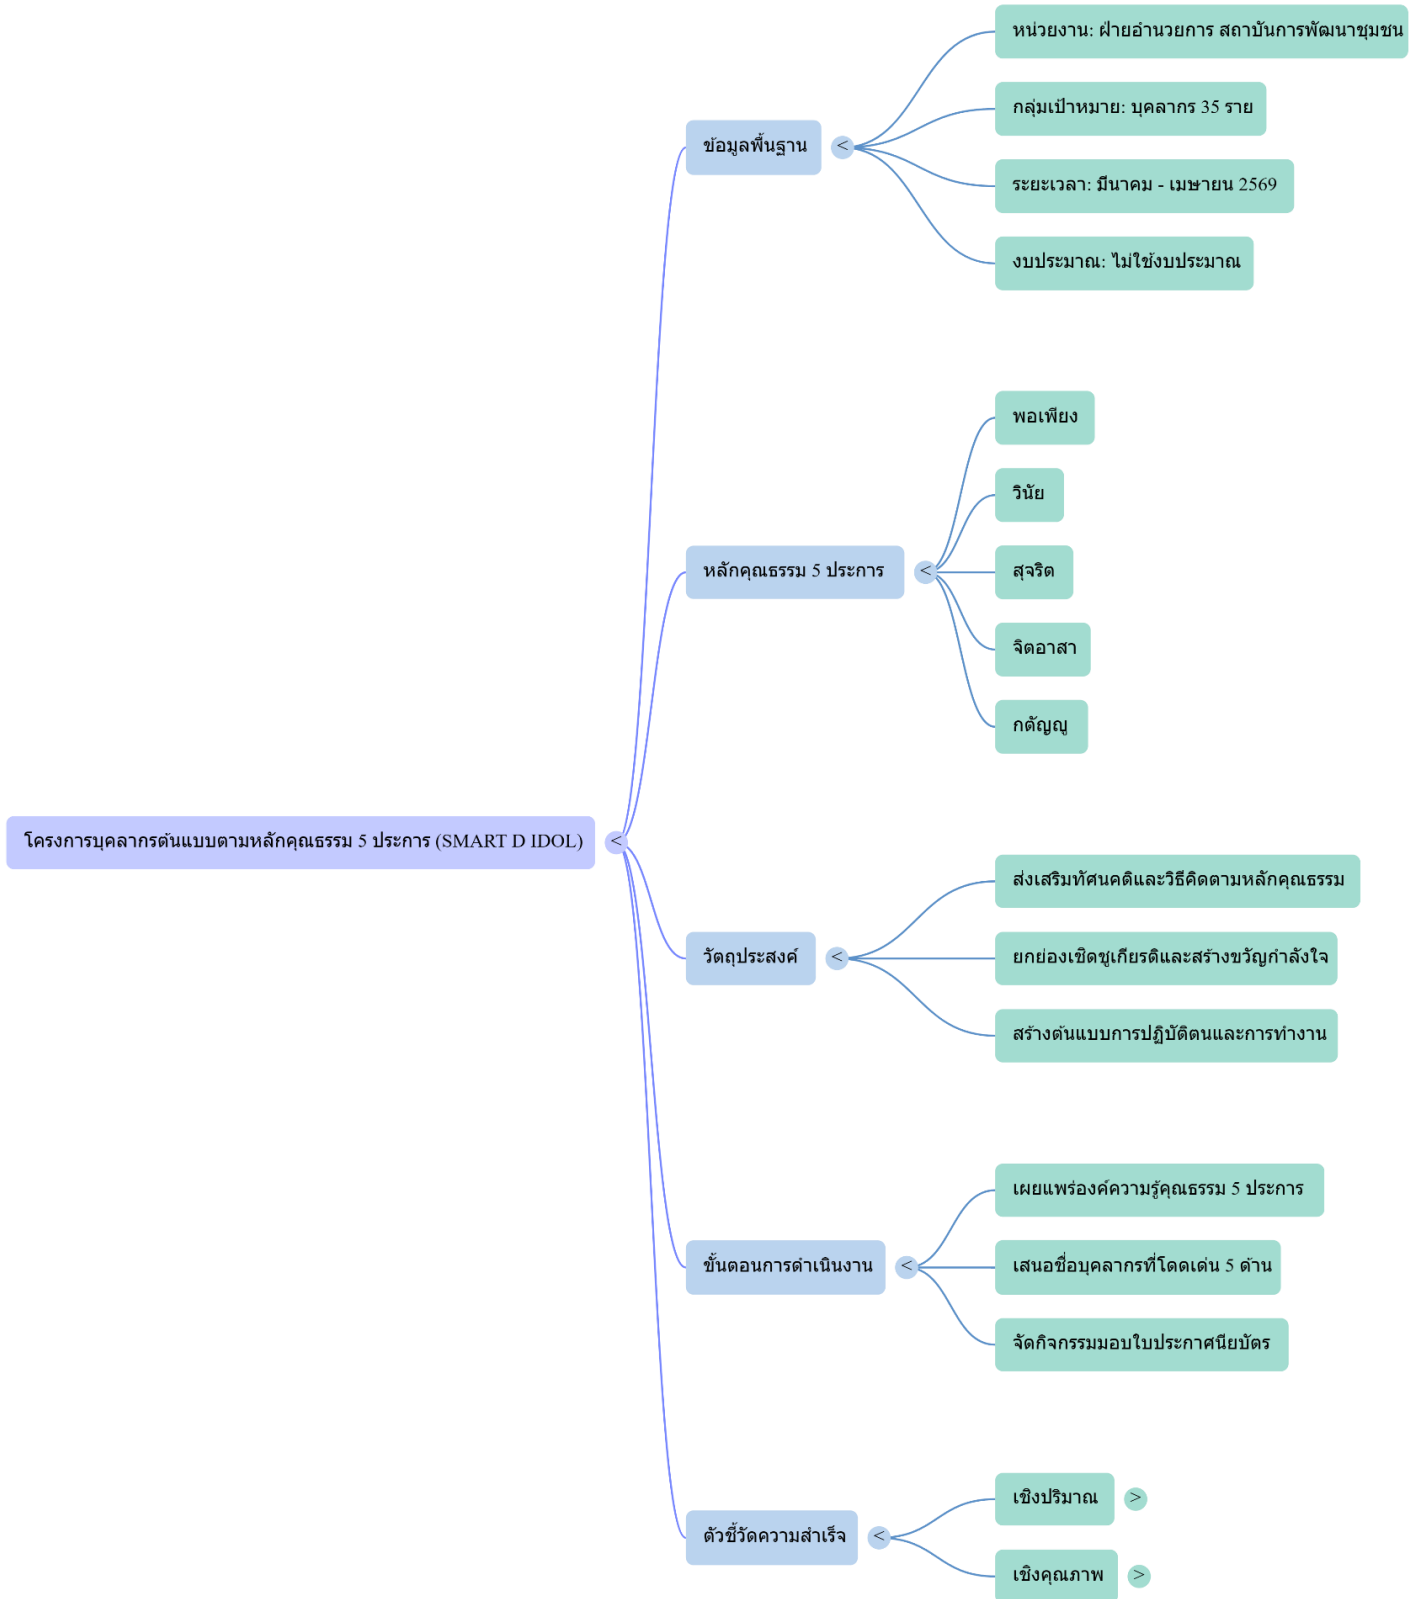 หน่วยงาน: ฝ่ายอำนวยการ สถาบันการพัฒนาชุมชน
กลุ่มเป้าหมาย: บุคลากร 35 ราย
ข้อมูลพื้นฐาน <
ระยะเวลา: มีนาคม - เมษายน 2569
งบประมาณ: ไม่ใช้งบประมาณ
พอเพียง
วินัย
หลักคุณธรรม 5 ประการ <
สุจริต
จิตอาสา
กตัญญู
โครงการบุคลากรต้นแบบตามหลักคุณธรรม 5 ประการ (SMART D IDOL) <
ส่งเสริมทัศนคติและวิธีคิดตามหลักคุณธรรม
วัตถุประสงค์ <
ยกย่องเชิดชูเกียรติและสร้างขวัญกำลังใจ
สร้างต้นแบบการปฏิบัติตนและการทำงาน
เผยแพร่องค์ความรู้คุณธรรม 5 ประการ
ขั้นตอนการดำเนินงาน <
เสนอชื่อบุคลากรที่โดดเด่น 5 ด้าน
จัดกิจกรรมมอบใบประกาศนียบัตร
เชิงปริมาณ >
ตัวชี้วัดความสำเร็จ <
เชิงคุณภาพ >